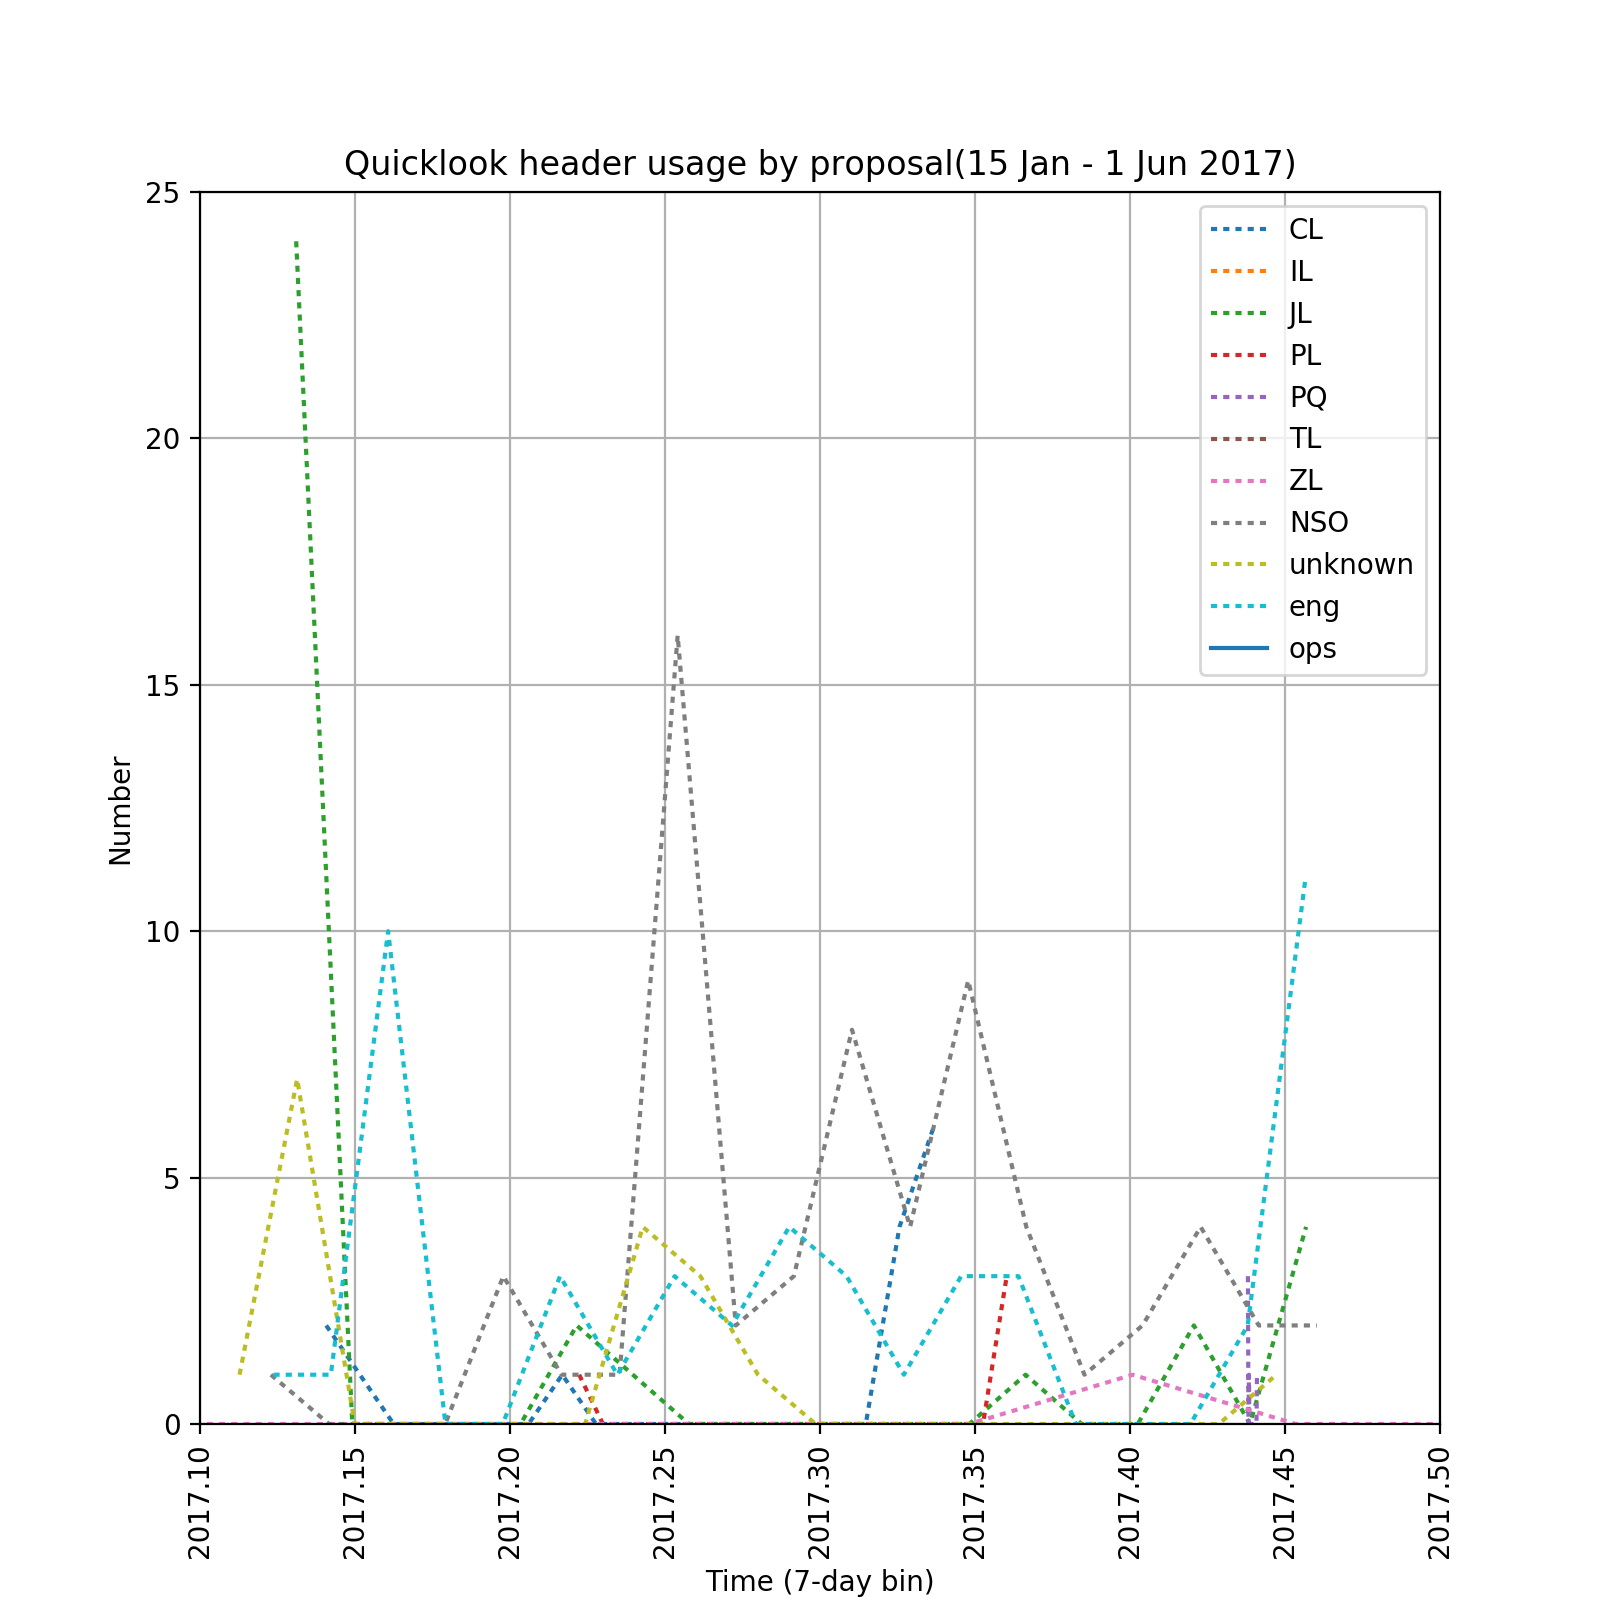 Quicklook header usage by proposal(15 Jan - 1 Jun 2017)
25
20
15
10
5
0
Number
CL
IL
JL
PL
PQ
TL
ZL
NSO
unknown
eng
ops
2017.10
2017.15
2017.20
2017.25
2017.30
2017.35
2017.40
2017.45
2017.50
Time (7-day bin)